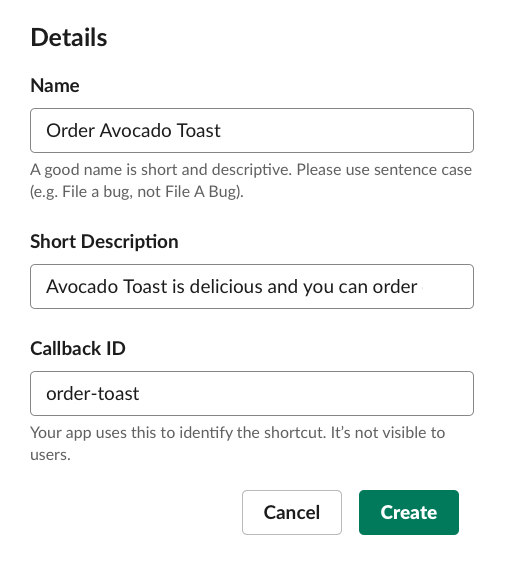 Details
Name
Order Avocado Toast
A good name is short and descriptive. Please use sentence case
(e.g. File a bug, not File A Bug).
Short Description
Avocado Toast is delicious and you can order
Callback ID
order-toast
Your app uses this to identify the shortcut. It’s not visible to
users.
Cancel
Create